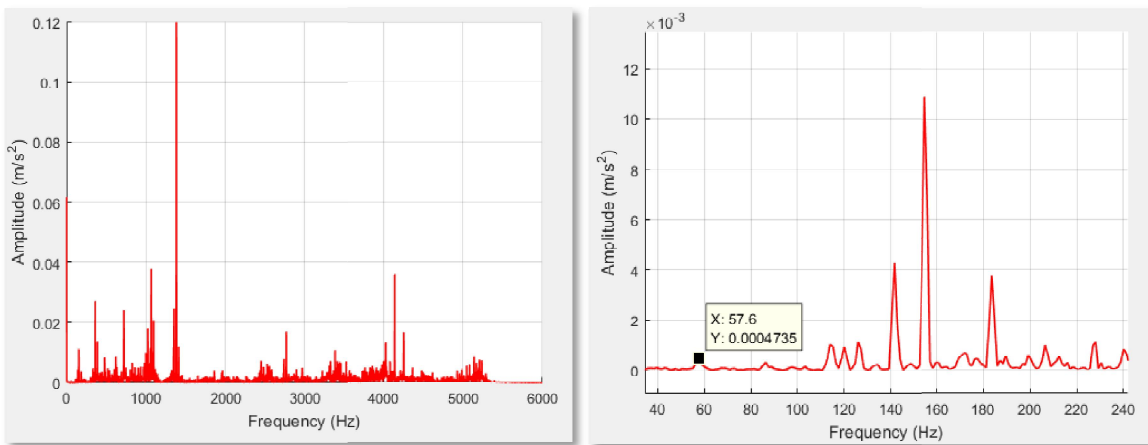 0.12
0.1
0.08
0.06
0.04
0.02
0
0 1000 2000 3000 4000 5000 6000
Frequency (Hz)
Amplitude (m/s²)
× 10⁻³
12
10
8
6
4
2
0
40 60 80 100 120 140 160 180 200 220 240
Frequency (Hz)
Amplitude (m/s²)
X: 57.6
Y: 0.0004735